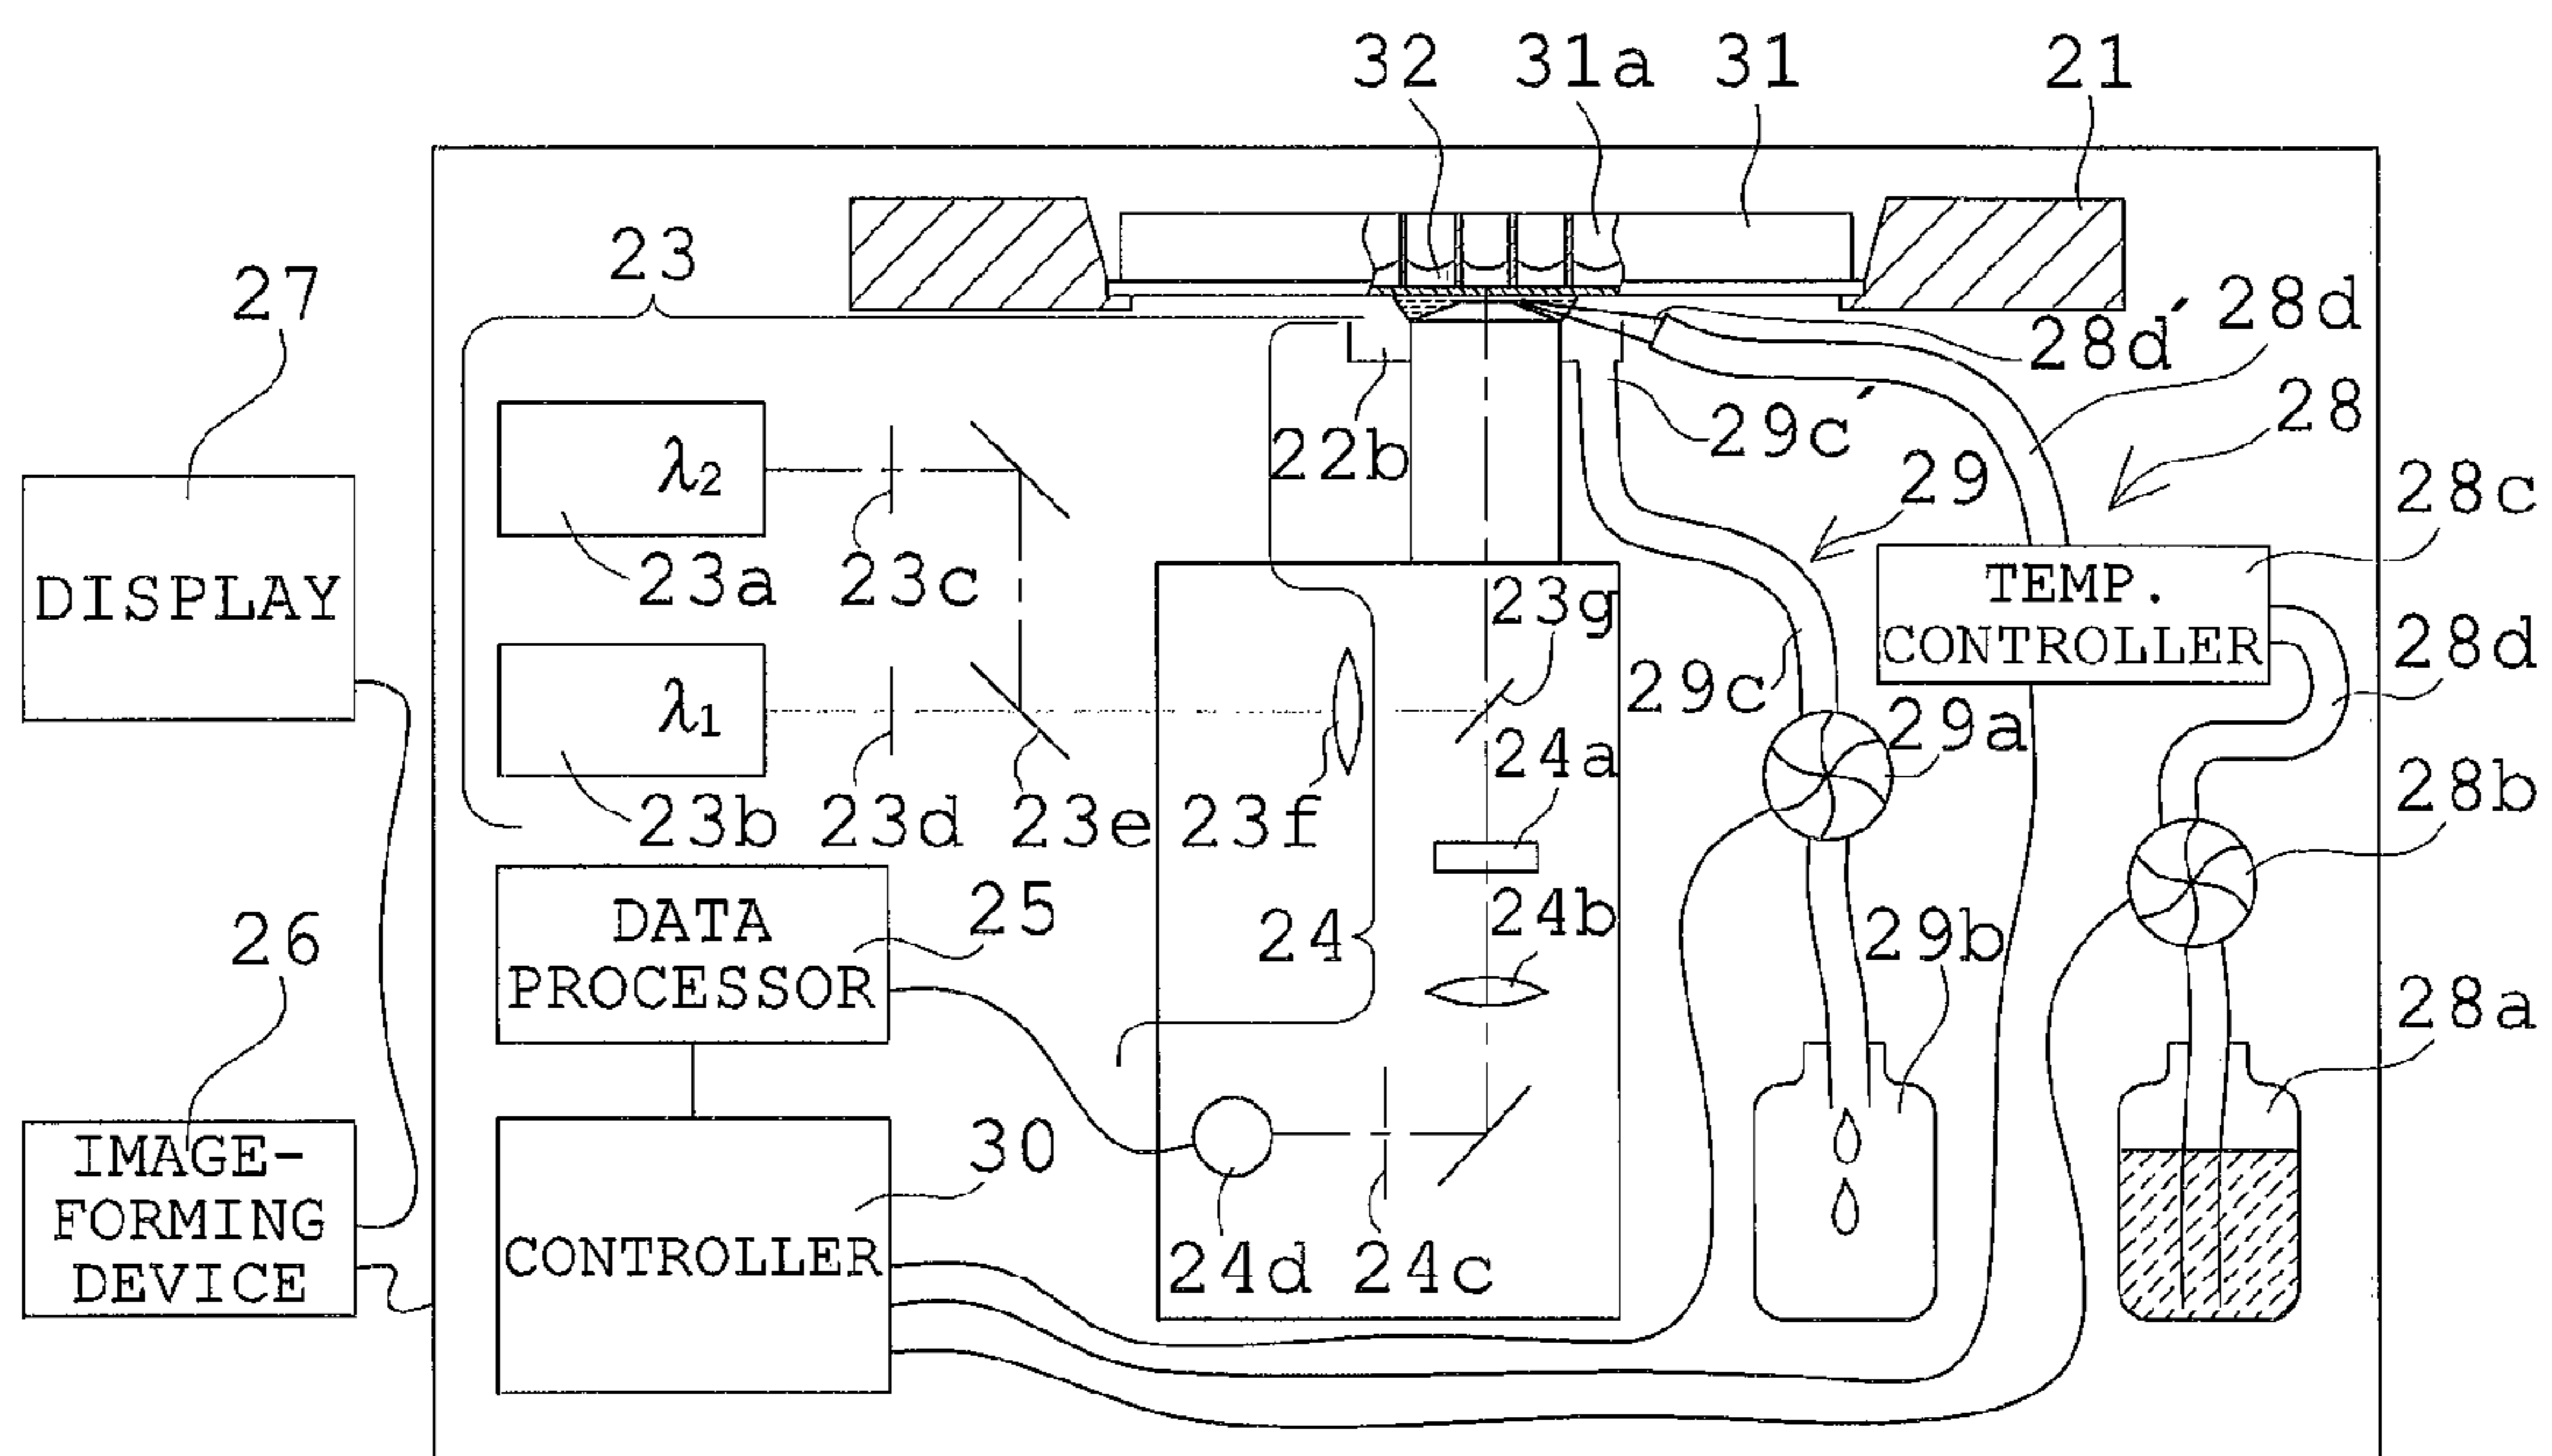 32 31a 31 21
23
27
28d
28d′
28
29c′
22b
λ2
29
28c
23a 23c
DISPLAY
TEMP.
CONTROLLER
23g
28d
29c
λ1
29a
24a
28b
23b 23d 23e 23f
25
24b
DATA
PROCESSOR
24
29b
26
28a
30
IMAGE-
FORMING
DEVICE
CONTROLLER
24d 24c